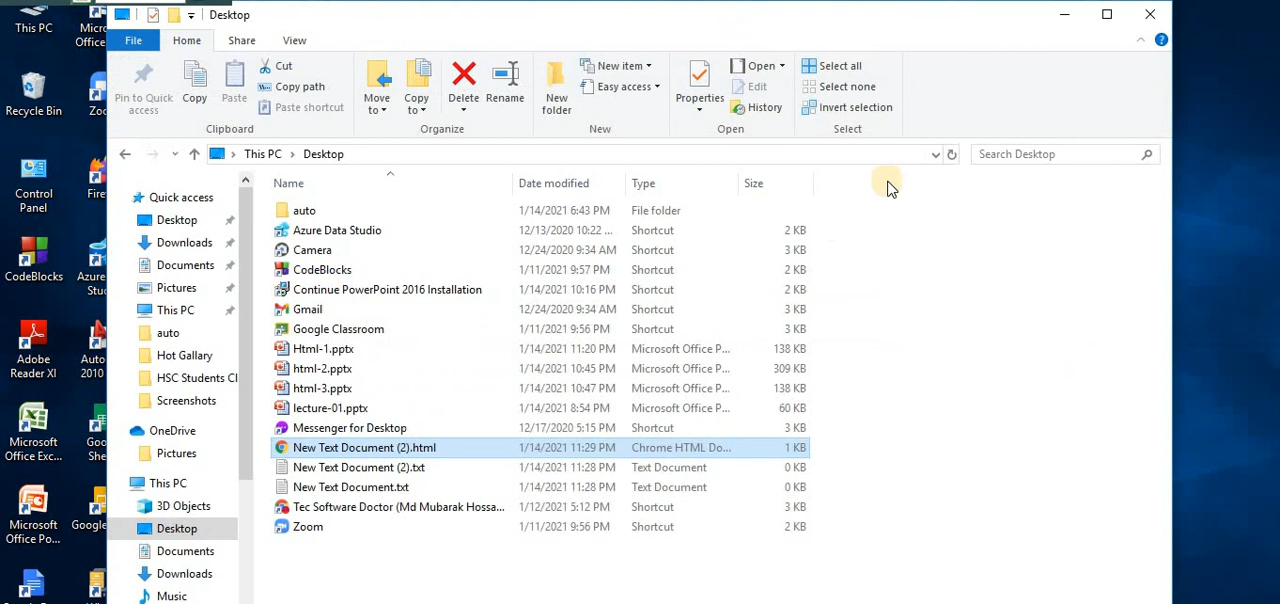 This PC
Micro
Office
Recycle Bin
Zoo
Control
Panel
Firef
CodeBlocks
Azure
Stu
Adobe
Reader XI
Auto
2010
Microsoft
Office Exc...
Goo
She
Microsoft
Office Po...
Google
Desktop
File
Home
Share
View
Pin to Quick
access
Copy
Paste
Cut
Copy path
Paste shortcut
Clipboard
Move
to
Copy
to
Delete
Rename
Organize
New
folder
New item
Easy access
New
Properties
Open
Edit
History
Open
Select all
Select none
Invert selection
Select
This PC > Desktop
Search Desktop
Quick access
Desktop
Downloads
Documents
Pictures
This PC
auto
Hot Gallary
HSC Students Cl
Screenshots
OneDrive
Pictures
This PC
3D Objects
Desktop
Documents
Downloads
Music
Name Date modified Type Size
auto 1/14/2021 6:43 PM File folder
Azure Data Studio 12/13/2020 10:22 ... Shortcut 2 KB
Camera 12/24/2020 9:34 AM Shortcut 3 KB
CodeBlocks 1/11/2021 9:57 PM Shortcut 2 KB
Continue PowerPoint 2016 Installation 1/14/2021 10:16 PM Shortcut 2 KB
Gmail 12/24/2020 9:34 AM Shortcut 3 KB
Google Classroom 1/11/2021 9:56 PM Shortcut 3 KB
Html-1.pptx 1/14/2021 11:20 PM Microsoft Office P... 138 KB
html-2.pptx 1/14/2021 10:45 PM Microsoft Office P... 309 KB
html-3.pptx 1/14/2021 10:47 PM Microsoft Office P... 138 KB
lecture-01.pptx 1/14/2021 8:54 PM Microsoft Office P... 60 KB
Messenger for Desktop 12/17/2020 5:15 PM Shortcut 3 KB
New Text Document (2).html 1/14/2021 11:29 PM Chrome HTML Do... 1 KB
New Text Document (2).txt 1/14/2021 11:28 PM Text Document 0 KB
New Text Document.txt 1/14/2021 11:28 PM Text Document 0 KB
Tec Software Doctor (Md Mubarak Hossa... 1/12/2021 5:12 PM Shortcut 3 KB
Zoom 1/11/2021 9:56 PM Shortcut 2 KB